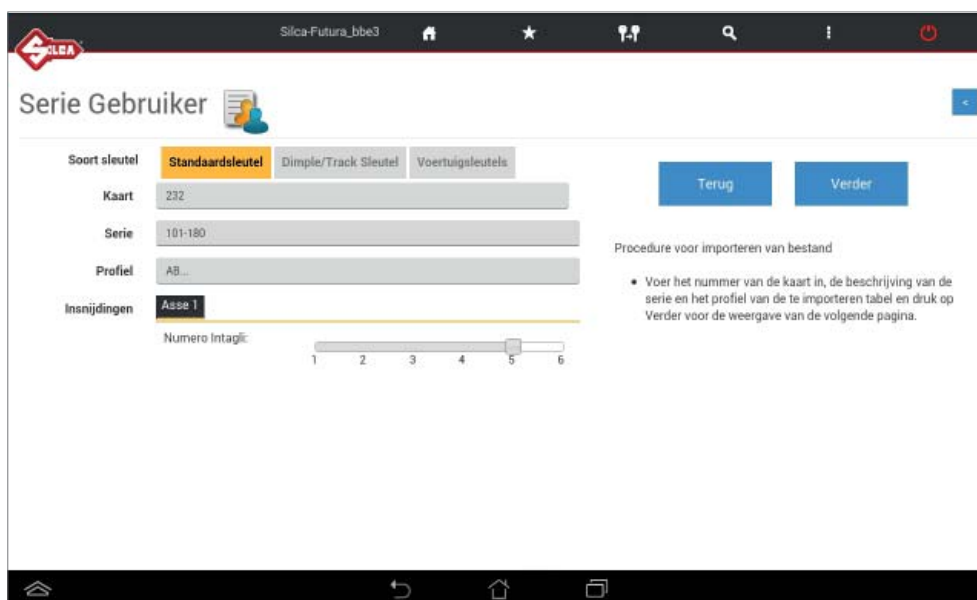 SILCA
Silca-Futura_bbe3
Serie Gebruiker
<
Soort sleutel Standaardsleutel Dimple/Track Sleutel Voertuigsleutels
Kaart 232
Serie 101-180
Profiel AB...
Insnijdingen Asse 1
Numero Intagli:
1 2 3 4 5 6
Terug Verder
Procedure voor importeren van bestand
• Voer het nummer van de kaart in, de beschrijving van de
serie en het profiel van de te importeren tabel en druk op
Verder voor de weergave van de volgende pagina.